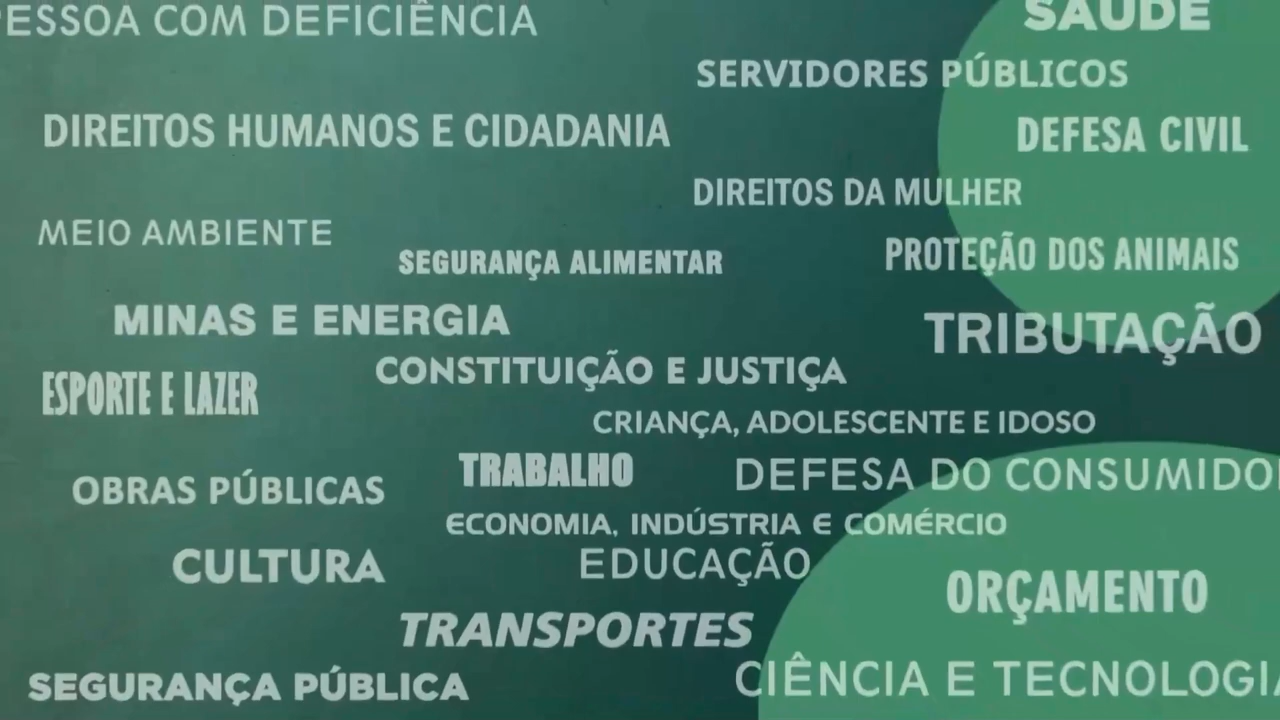 ESSOA COM DEFICIÊNCIA
SAÚDE
SERVIDORES PÚBLICOS
DIREITOS HUMANOS E CIDADANIA
DEFESA CIVIL
DIREITOS DA MULHER
MEIO AMBIENTE
SEGURANÇA ALIMENTAR
PROTEÇÃO DOS ANIMAIS
MINAS E ENERGIA
TRIBUTAÇÃO
CONSTITUIÇÃO E JUSTIÇA
ESPORTE E LAZER
CRIANÇA, ADOLESCENTE E IDOSO
TRABALHO
DEFESA DO CONSUMIDO
OBRAS PÚBLICAS
ECONOMIA, INDÚSTRIA E COMÉRCIO
CULTURA
EDUCAÇÃO
ORÇAMENTO
TRANSPORTES
CIÊNCIA E TECNOLOGIA
SEGURANÇA PÚBLICA